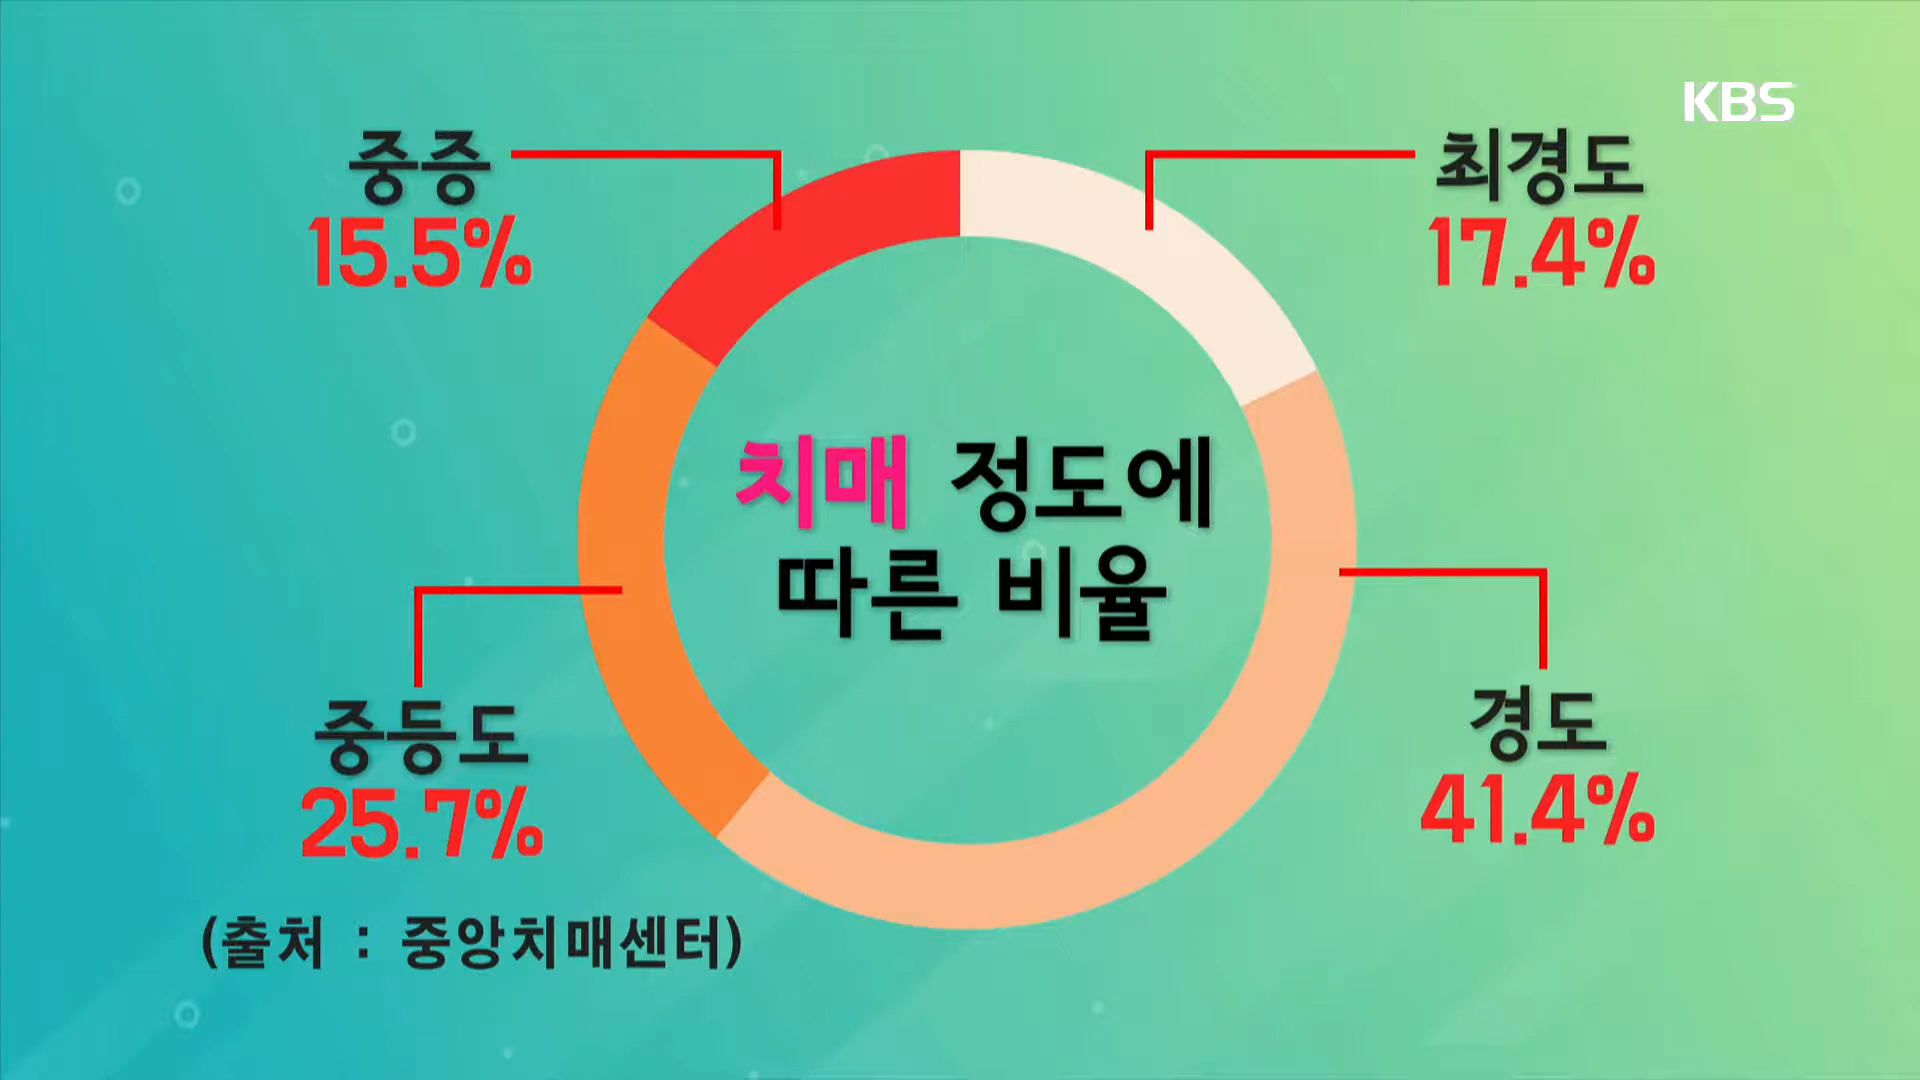 KBS
중증
15.5%
최경도
17.4%
치매 정도에
따른 비율
중등도
25.7%
경도
41.4%
(출처 : 중앙치매센터)